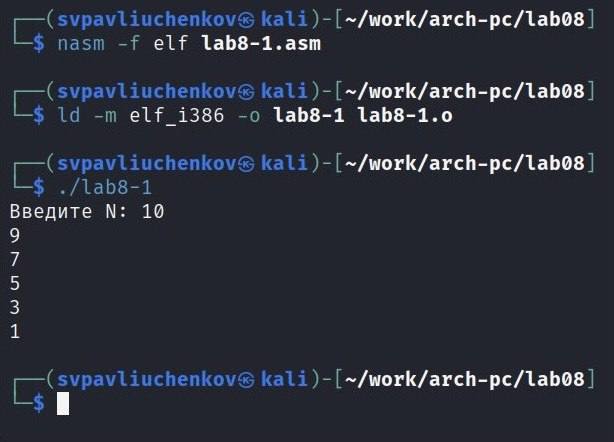 ┌──(svpavliuchenkov㉿kali)-[~/work/arch-pc/lab08]
└─$ nasm -f elf lab8-1.asm
┌──(svpavliuchenkov㉿kali)-[~/work/arch-pc/lab08]
└─$ ld -m elf_i386 -o lab8-1 lab8-1.o
┌──(svpavliuchenkov㉿kali)-[~/work/arch-pc/lab08]
└─$ ./lab8-1
Введите N: 10
9
7
5
3
1
┌──(svpavliuchenkov㉿kali)-[~/work/arch-pc/lab08]
└─$